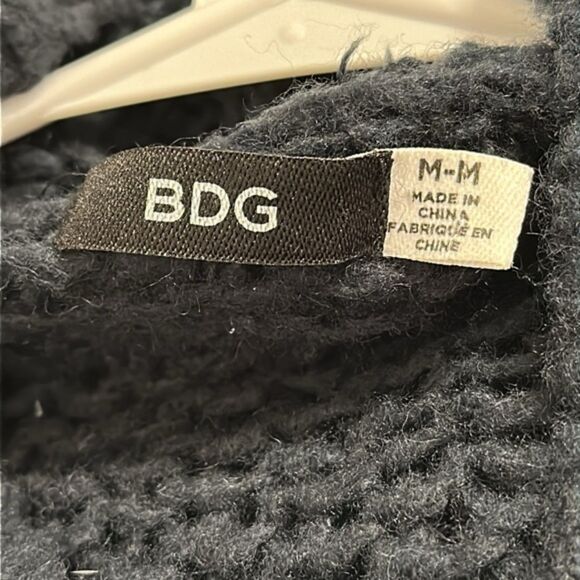 BDG
M-M
MADE IN
CHINA
FABRIQUÉ EN
CHINE